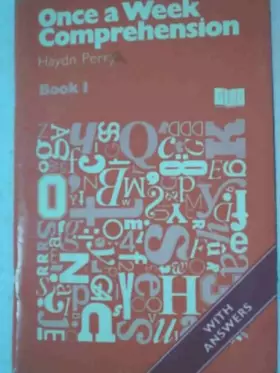 Once a Week
Comprehension
Haydn Perry
Book I
WITH
ANSWERS